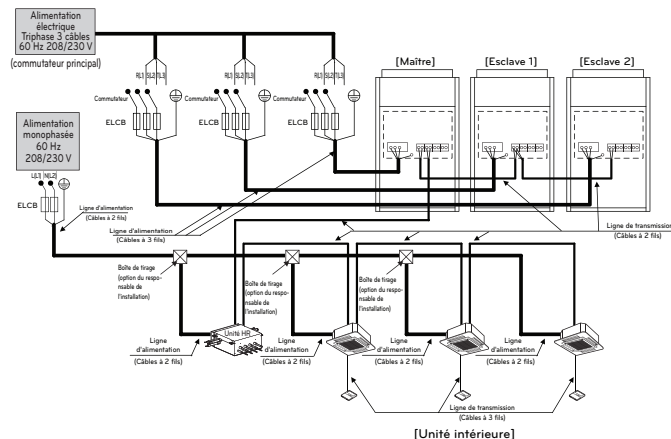 Alimentation
électrique
Triphase 3 câbles
60 Hz 208/230 V
(commutateur principal)
R(L1) S(L2) T(L3)
R(L1) S(L2) T(L3)
R(L1) S(L2) T(L3)
Commutateur
Commutateur
Commutateur
ELCB
ELCB
ELCB
[Maître]
[Esclave 1]
[Esclave 2]
Alimentation
monophasée
60 Hz
208/230 V
L(L1) N(L2)
ELCB
Ligne d'alimentation
(Câbles à 2 fils)
Ligne d'alimentation
(Câbles à 3 fils)
Ligne de transmission
(Câbles à 2 fils)
Boîte de tirage
(option du respo-
nsable de
l'installation)
Boîte de tirage
(option du respo-
nsable de
l'installation)
Boîte de tirage
(option du respo-
nsable de
l'installation)
Unité HR
Ligne
d'alimentation
(Câbles à 2 fils)
Ligne
d'alimentation
(Câbles à 2 fils)
Ligne
d'alimentation
(Câbles à 2 fils)
Ligne
d'alimentation
(Câbles à 2 fils)
Ligne de transmission
(Câbles à 3 fils)
[Unité intérieure]